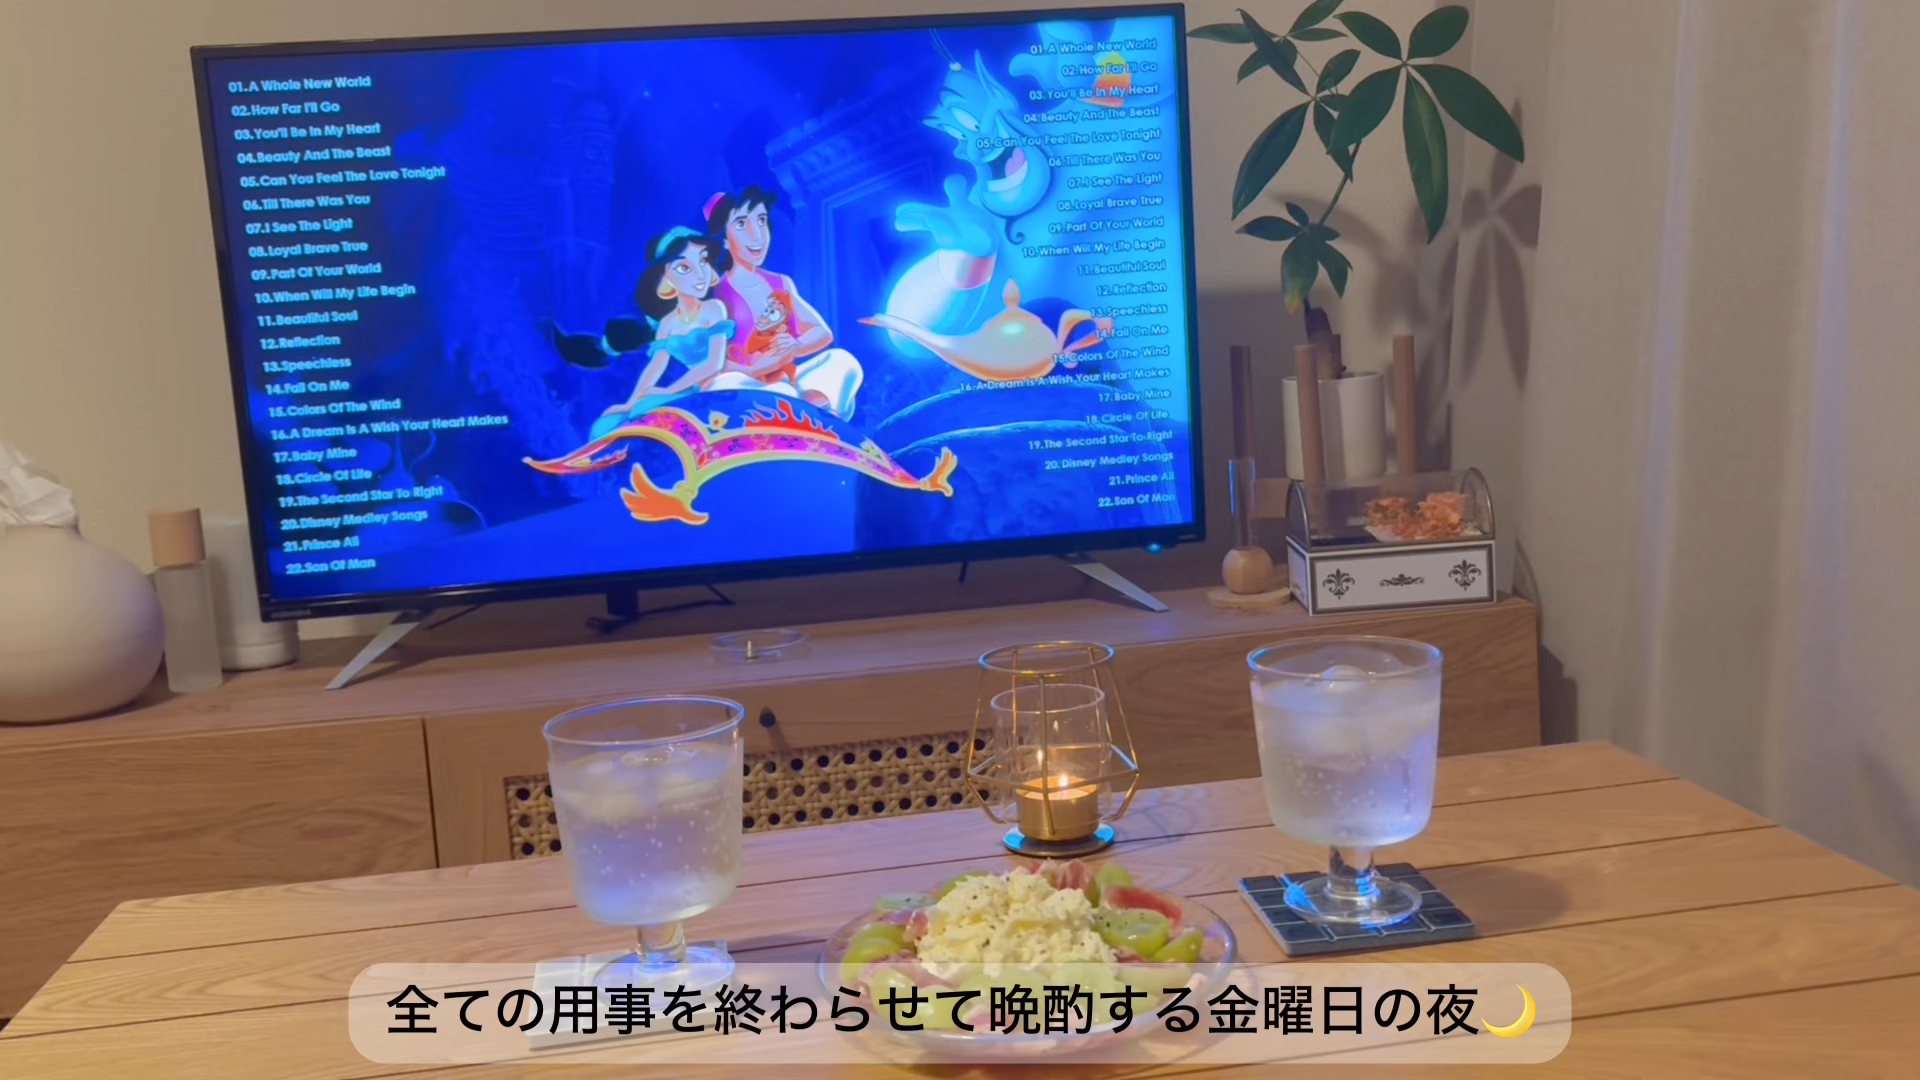 01.A Whole New World
02.How Far I'll Go
03.You'll Be In My Heart
04.Beauty And The Beast
05.Can You Feel The Love Tonight
06.Till There Was You
07.I See The Light
08.Loyal Brave True
09.Part Of Your World
10.When Will My Life Begin
11.Beautiful Soul
12.Reflection
13.Speechless
14.Fall On Me
15.Colors Of The Wind
16.A Dream Is A Wish Your Heart Makes
17.Baby Mine
18.Circle Of Life
19.The Second Star To Right
20.Disney Medley Songs
21.Prince Ali
22.Son Of Man
01.A Whole New World
02.How Far I'll Go
03.You'll Be In My Heart
04.Beauty And The Beast
05.Can You Feel The Love Tonight
06.Till There Was You
07.I See The Light
08.Loyal Brave True
09.Part Of Your World
10.When Will My Life Begin
11.Beautiful Soul
12.Reflection
13.Speechless
14.Fall On Me
15.Colors Of The Wind
16.A Dream Is A Wish Your Heart Makes
17.Baby Mine
18.Circle Of Life
19.The Second Star To Right
20.Disney Medley Songs
21.Prince Ali
22.Son Of Man
全ての用事を終わらせて晩酌する金曜日の夜🌙